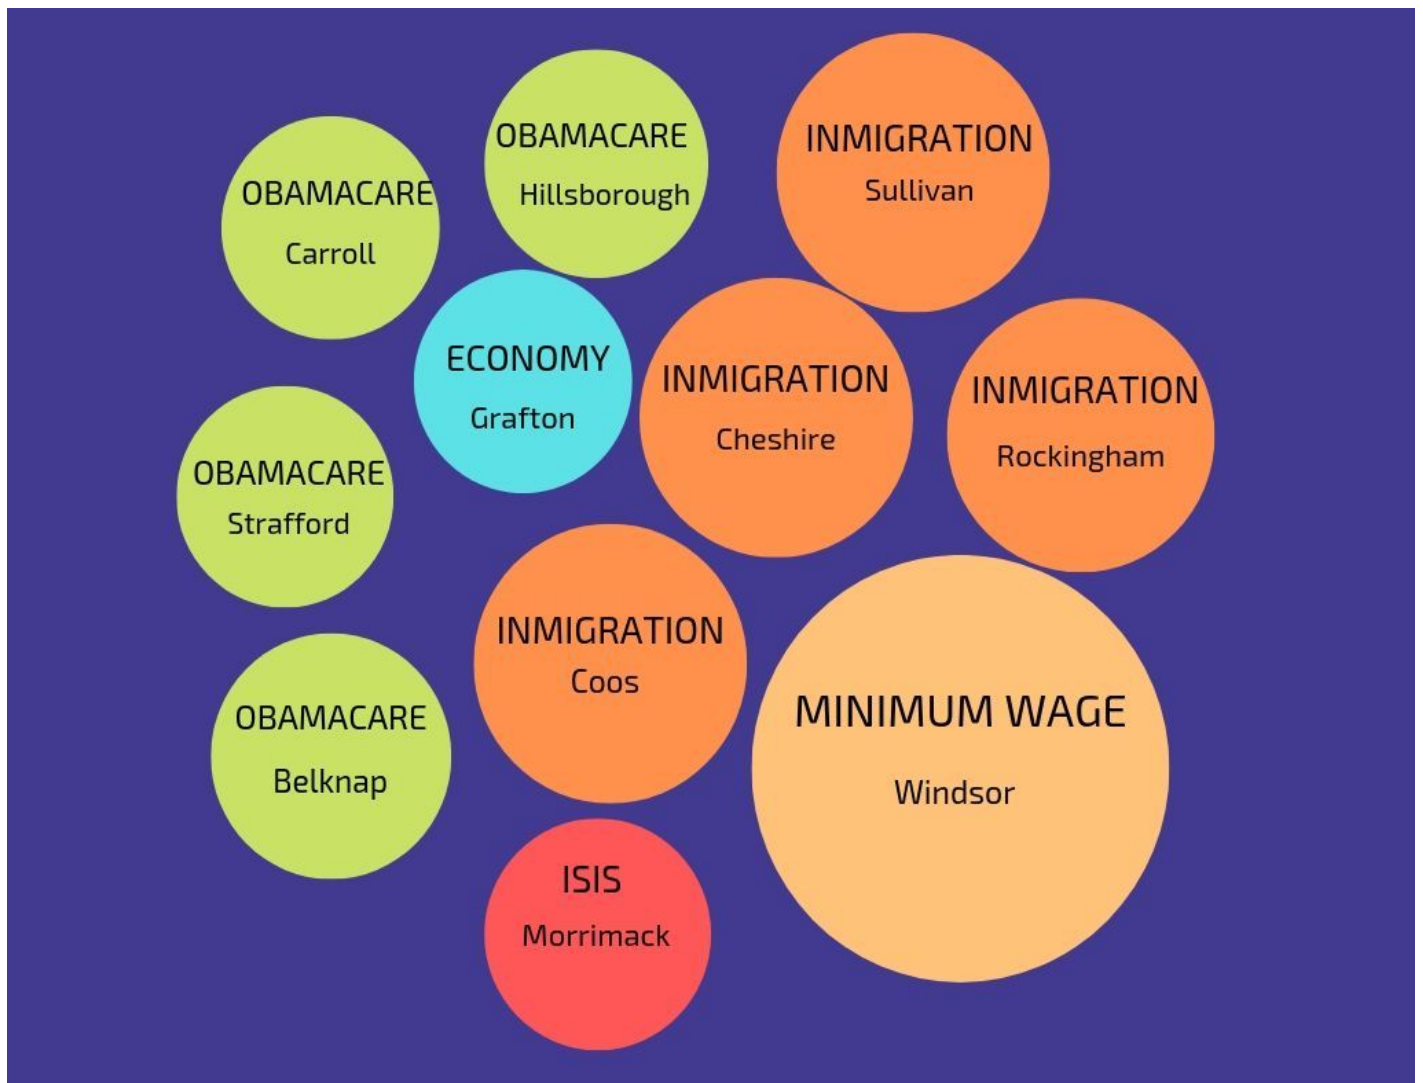 OBAMACARE
Hillsborough
INMIGRATION
Sullivan
OBAMACARE
Carroll
ECONOMY
Grafton
INMIGRATION
Cheshire
INMIGRATION
Rockingham
OBAMACARE
Strafford
INMIGRATION
Coos
OBAMACARE
Belknap
MINIMUM WAGE
Windsor
ISIS
Morrimack